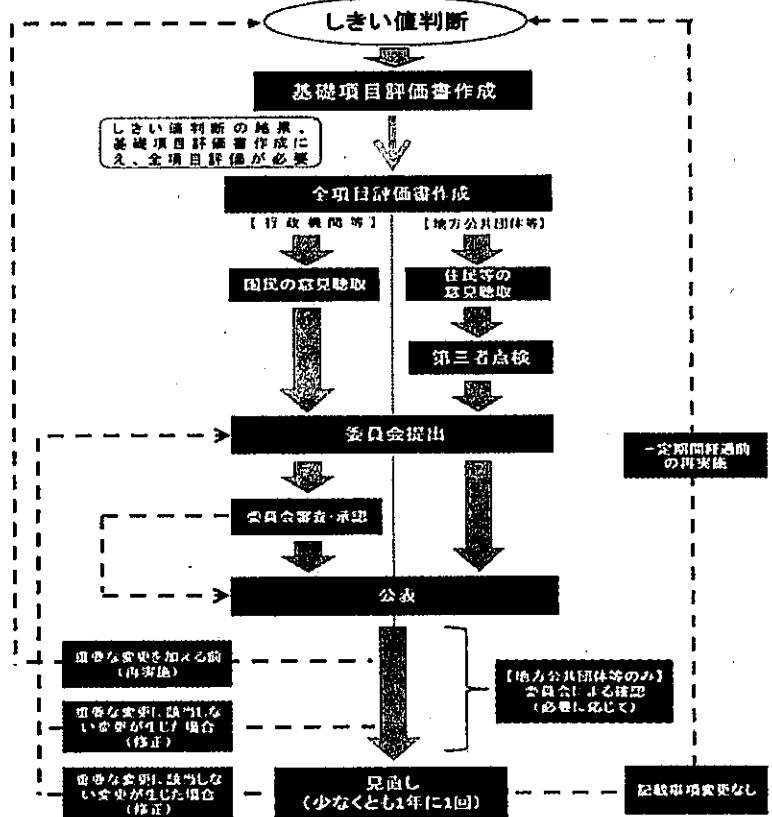 しきい値判断
基礎項目評価書作成
しきい値判断の結果、
基礎項目評価書作成に
え、全項目評価が必要
全項目評価書作成
【行政機関等】
【地方公共団体等】
国民の意見聴取
住民等の
意見聴取
第三者点検
委員会提出
一定期間経過前
の再実施
委員会審査・承認
公表
重要な変更を加える前
(再実施)
【地方公共団体等のみ】
委員会による確認
(必要に応じて)
重要な変更に該当しな
い変更が生じた場合
(修正)
重要な変更に該当しな
い変更が生じた場合
(修正)
見直し
(少なくとも1年に1回)
記載事項変更なし